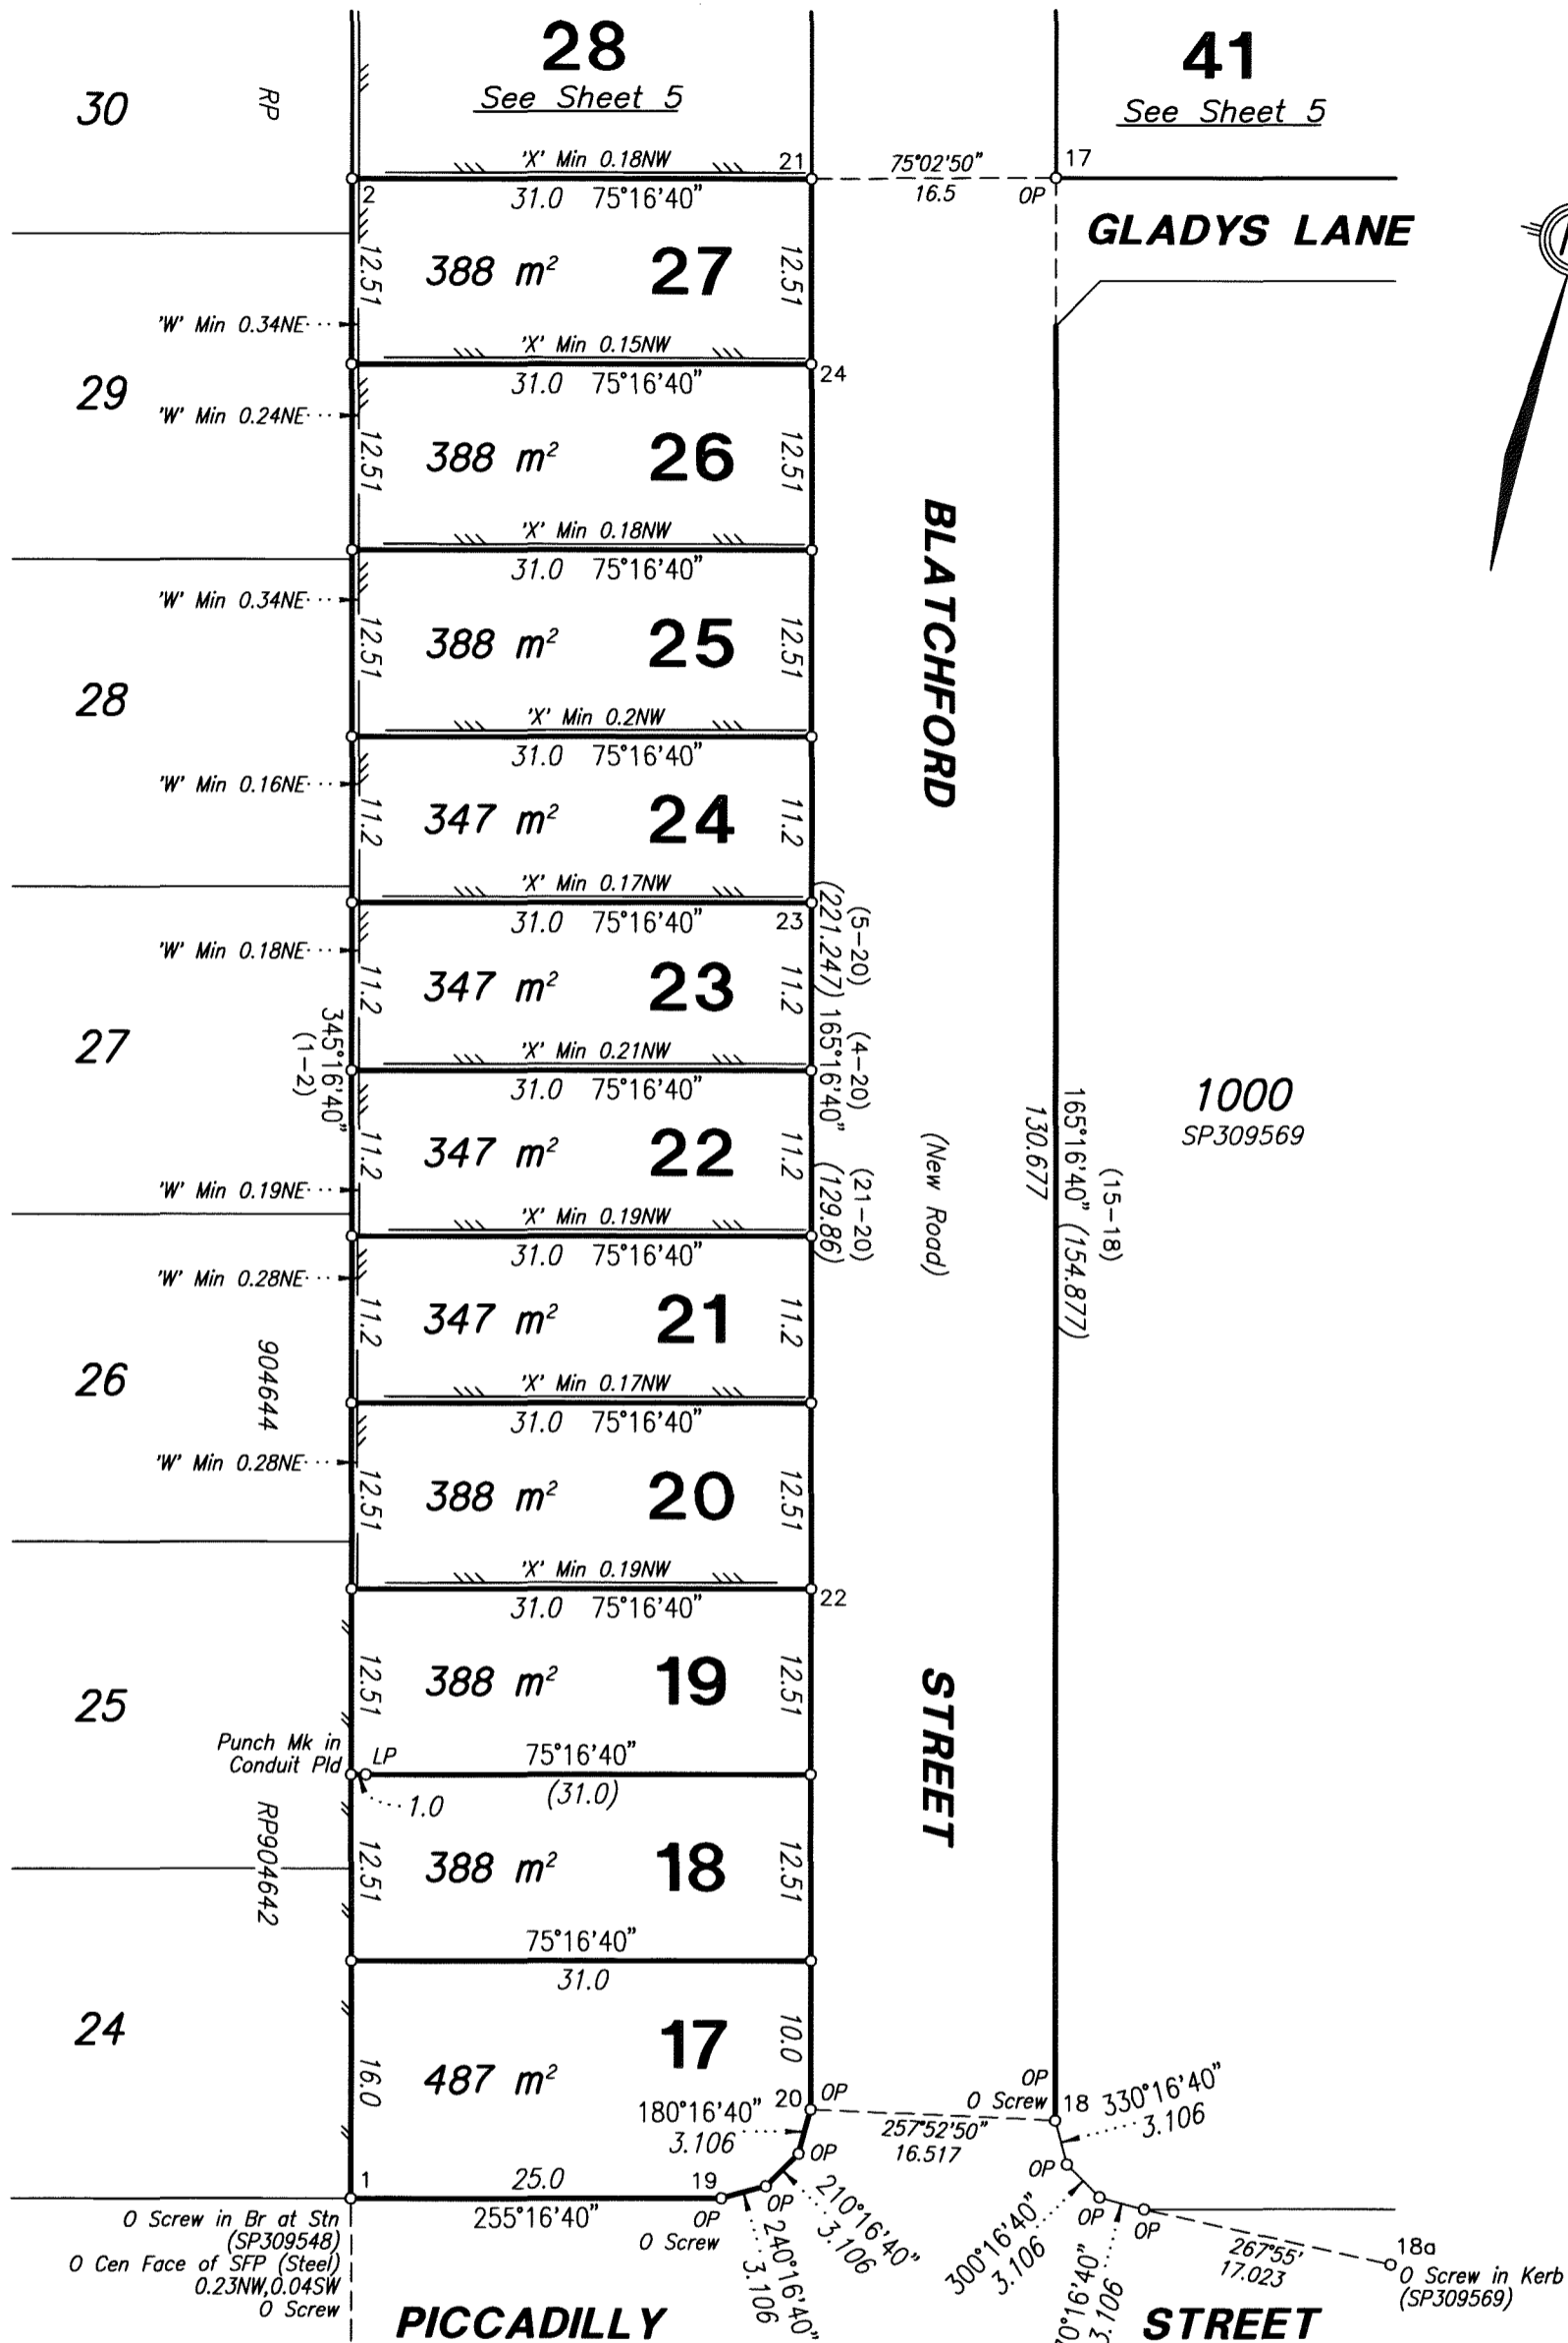 28
See Sheet 5
41
See Sheet 5
30
RP
'X' Min 0.18NW
21
75°02'50"
16.5
17
OP
2
31.0 75°16'40"
GLADYS LANE
12.51
388 m²
27
12.51
'W' Min 0.34NE
'X' Min 0.15NW
31.0 75°16'40"
24
29
'W' Min 0.24NE
12.51
388 m²
26
12.51
'X' Min 0.18NW
31.0 75°16'40"
'W' Min 0.34NE
12.51
388 m²
25
12.51
28
BLATCHFORD
'X' Min 0.2NW
31.0 75°16'40"
'W' Min 0.16NE
11.2
347 m²
24
11.2
'X' Min 0.17NW
31.0 75°16'40"
23
'W' Min 0.18NE
11.2
347 m²
23
11.2
(5-20)
(221.247)
27
345°16'40"
(1-2)
'X' Min 0.21NW
31.0 75°16'40"
(4-20)
165°16'40"
1000
SP309569
11.2
347 m²
22
11.2
(21-20)
(129.86)
(New Road)
(15-18)
165°16'40" (154.877)
130.677
'W' Min 0.19NE
'X' Min 0.19NW
31.0 75°16'40"
'W' Min 0.28NE
11.2
347 m²
21
11.2
26
904644
'X' Min 0.17NW
31.0 75°16'40"
'W' Min 0.28NE
12.51
388 m²
20
12.51
'X' Min 0.19NW
31.0 75°16'40"
22
25
12.51
388 m²
19
12.51
STREET
Punch Mk in
Conduit Pld
LP
75°16'40"
(31.0)
1.0
RP904642
12.51
388 m²
18
12.51
75°16'40"
31.0
24
16.0
487 m²
17
10.0
20
OP
180°16'40"
3.106
OP
257°52'50"
16.517
OP
O Screw
18
330°16'40"
3.106
OP
1
25.0
255°16'40"
19
OP
O Screw
OP
210°16'40"
3.106
240°16'40"
3.106
300°16'40"
3.106
OP
OP
0°16'40"
3.106
267°55'
17.023
18a
O Screw in Kerb
(SP309569)
O Screw in Br at Stn
(SP309548)
O Cen Face of SFP (Steel)
0.23NW,0.04SW
O Screw
PICCADILLY
STREET